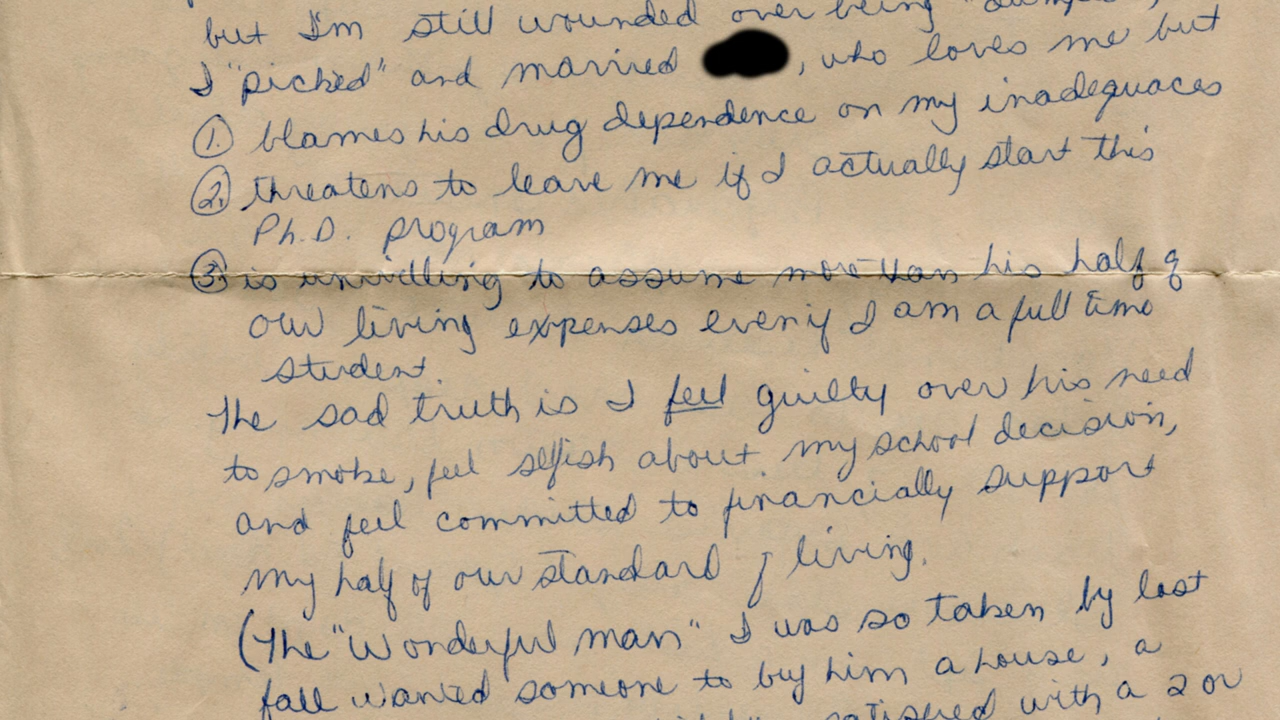 but I'm still wounded over being "dumped",
I "picked" and married , who loves me but
1. blames his drug dependence on my inadequaces
2. threatens to leave me if I actually start this
Ph.D. program
3. is unwilling to assume more than his half of
our living expenses even if I am a full time
student.
The sad truth is I feel guilty over his need
to smoke, feel selfish about my school decision,
and feel committed to financially support
my half of our standard of living.
(The "wonderful man" I was so taken by last
fall wanted someone to buy him a house, a
satisfied with a 2 or